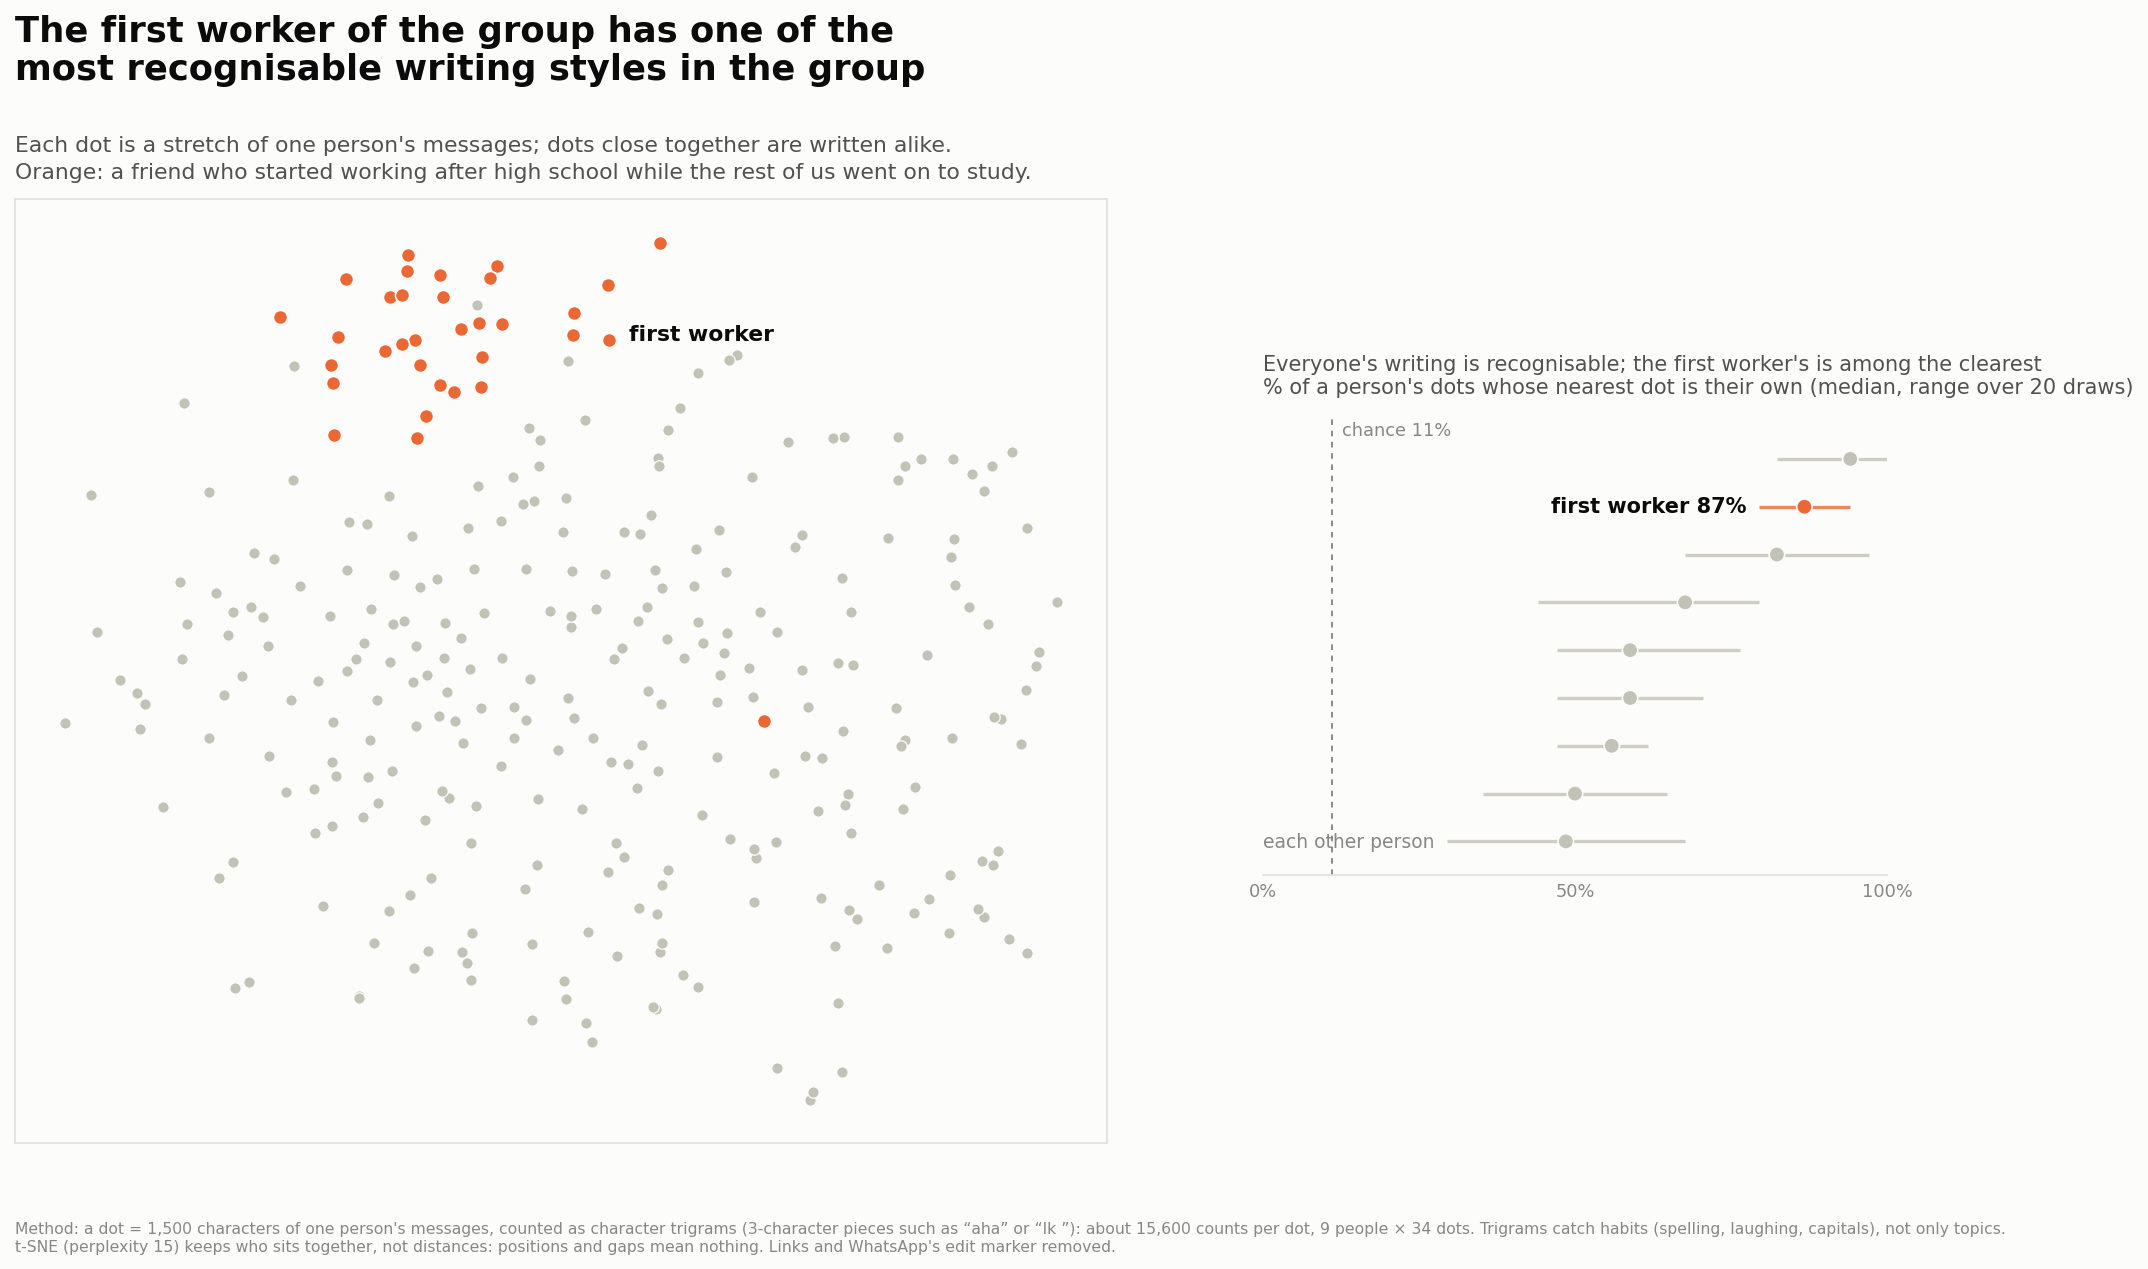 The first worker of the group has one of the
most recognisable writing styles in the group
Each dot is a stretch of one person's messages; dots close together are written alike.
Orange: a friend who started working after high school while the rest of us went on to study.
first worker
Everyone's writing is recognisable; the first worker's is among the clearest
% of a person's dots whose nearest dot is their own (median, range over 20 draws)
chance 11%
first worker 87%
each other person
0%
50%
100%
Method: a dot = 1,500 characters of one person's messages, counted as character trigrams (3-character pieces such as “aha” or “lk ”): about 15,600 counts per dot, 9 people × 34 dots. Trigrams catch habits (spelling, laughing, capitals), not only topics.
t-SNE (perplexity 15) keeps who sits together, not distances: positions and gaps mean nothing. Links and WhatsApp's edit marker removed.